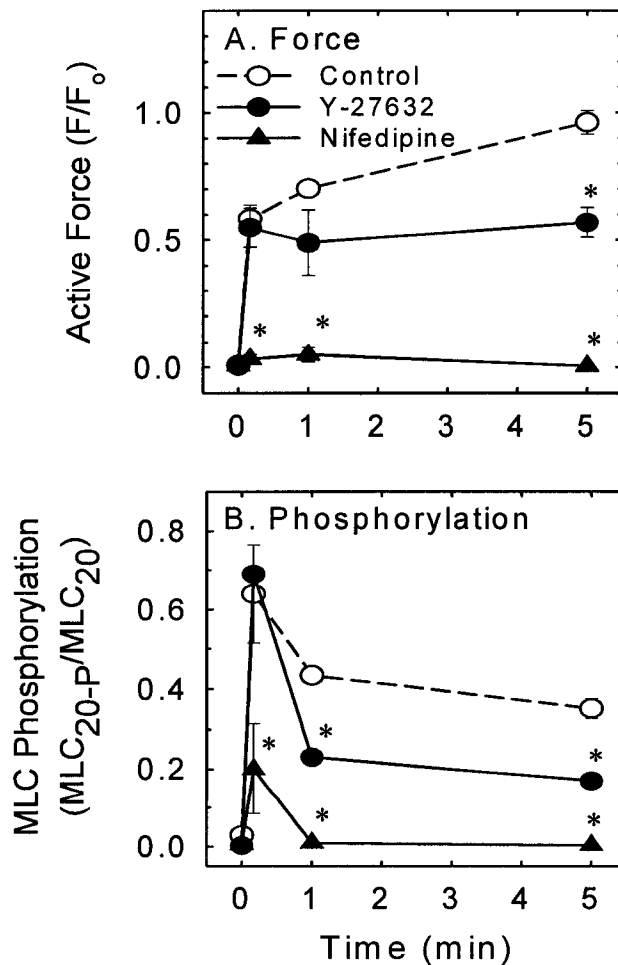 A. Force
Control
Y-27632
Nifedipine
Active Force (F/Fo)
1.0
0.5
0.0
*
*
*
*
0 1 2 3 4 5
B. Phosphorylation
MLC Phosphorylation
(MLC20-P/MLC20)
0.8
0.6
0.4
0.2
0.0
*
*
*
*
*
0 1 2 3 4 5
Time (min)